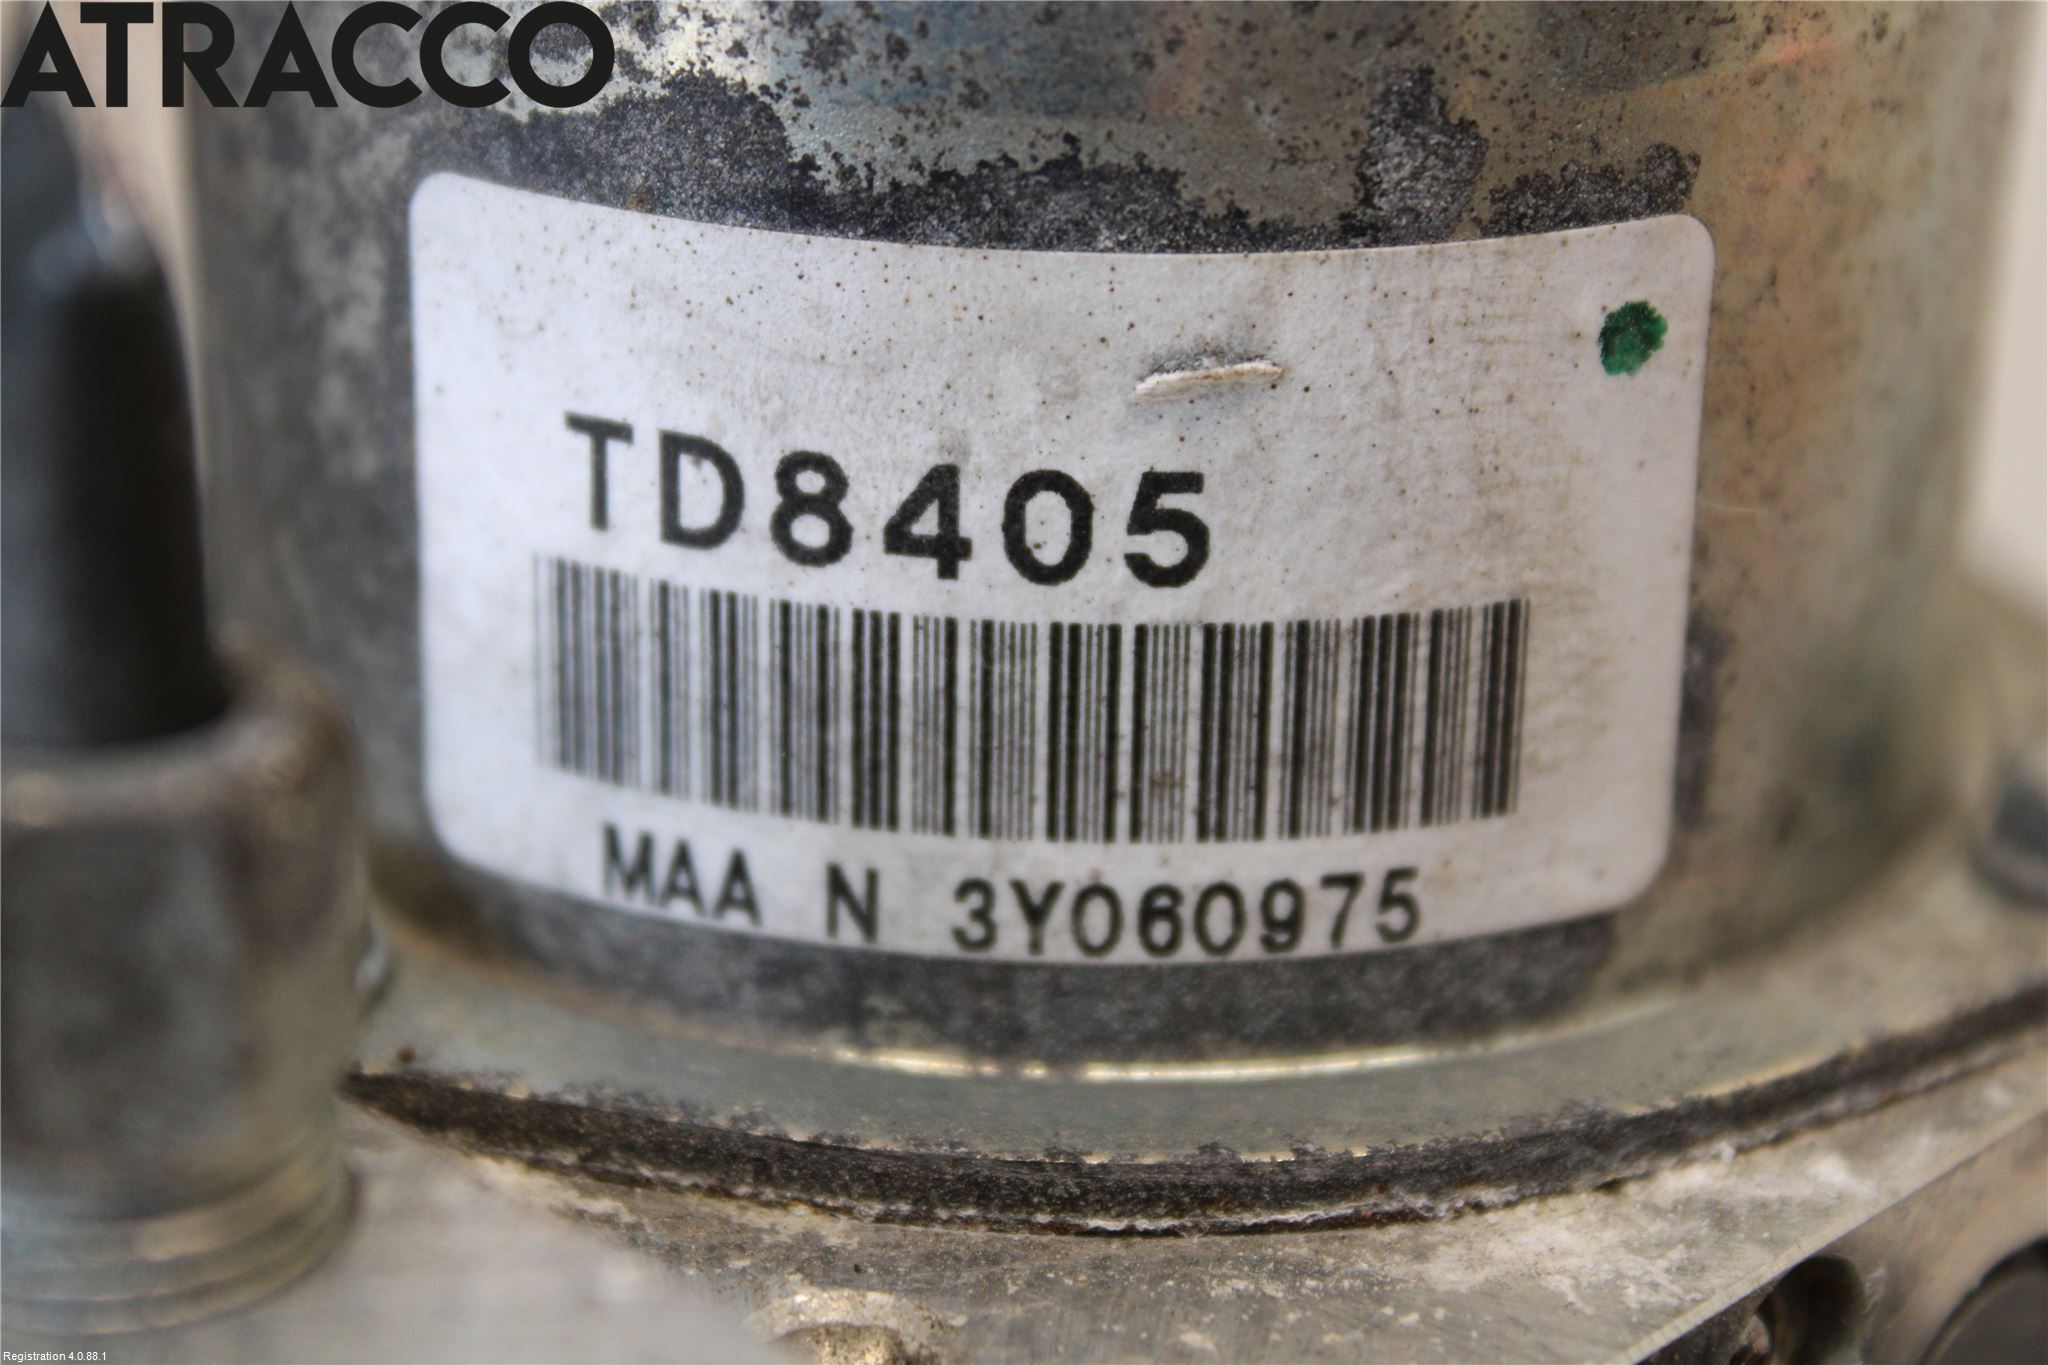 ATRACCO
TD8405
MAA N 3Y060975
Registration 4.0.88.1